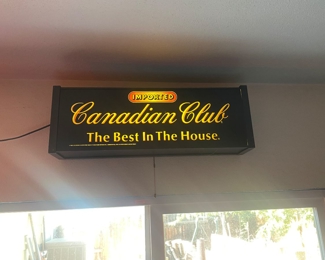 IMPORTED
Canadian Club
The Best In The House.